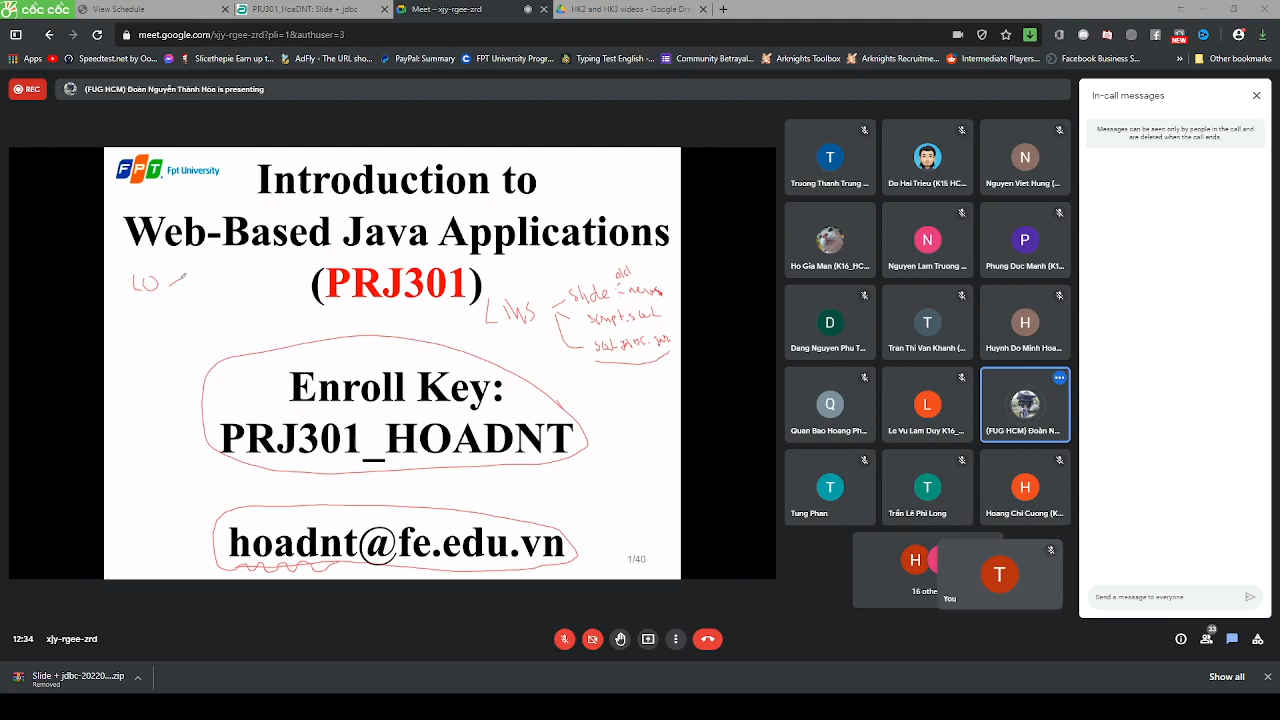 cốc cốc
View Schedule
PRJ301_HoaDNT: Slide + jdbc
Meet – xjy-rgee-zrd
HK2 and HK3 videos - Google Driv
meet.google.com/xjy-rgee-zrd?pli=1&authuser=3
NEW
Apps
Speedtest.net by Oo...
Slicethepie Earn up t...
AdFly - The URL sho...
PayPal: Summary
FPT University Progr...
Typing Test English -...
Community Betrayal...
Arknights Toolbox
Arknights Recruitme...
Intermediate Players...
Facebook Business S...
»
Other bookmarks
REC
(FUG HCM) Đoàn Nguyễn Thành Hòa is presenting
In-call messages
Messages can be seen only by people in the call and
are deleted when the call ends.
FPT Fpt University
Introduction to
Web-Based Java Applications
(PRJ301)
LO
old
Slide
news
script.sql
Enroll Key:
PRJ301_HOADNT
hoadnt@fe.edu.vn
1/40
T
Truong Thanh Trung ...
Do Hai Trieu (K15 HC...
N
Nguyen Viet Hung (...
Ho Gia Man (K16_HC...
N
Nguyen Lam Truong ...
P
Phung Duc Manh (K1...
D
Dang Nguyen Phu T...
T
Tran Thi Van Khanh (...
H
Huynh Do Minh Hoa...
Q
Quan Bao Hoang Ph...
L
Le Vu Lam Duy K16_...
(FUG HCM) Đoàn N...
T
Tung Phan
T
Trần Lê Phi Long
H
Hoang Chi Cuong (K...
H
16 othe
T
You
Send a message to everyone
12:34
xjy-rgee-zrd
33
Slide + jdbc-20220....zip
Removed
Show all